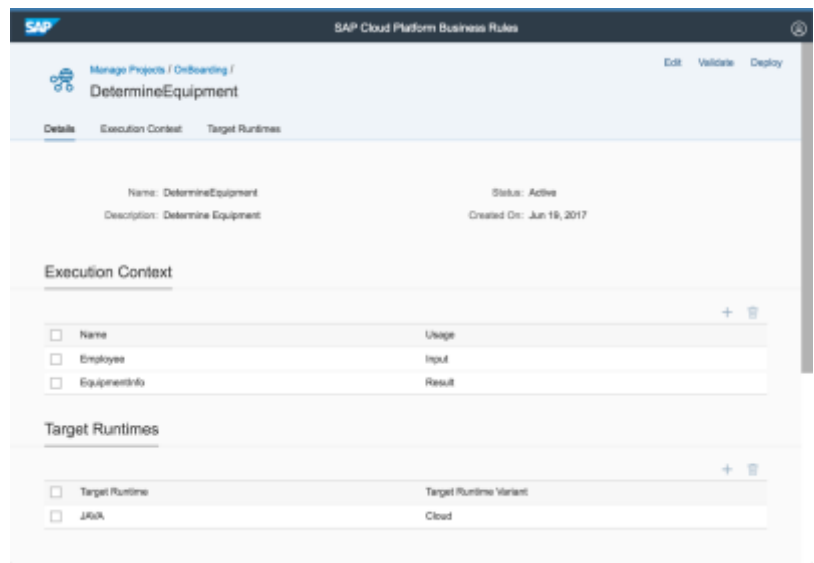 SAP SAP Cloud Platform Business Rules
Manage Projects / OnBoarding /
Edit Validate Deploy
DetermineEquipment
Details Execution Context Target Runtimes
Name: DetermineEquipment Status: Active
Description: Determine Equipment Created On: Jun 19, 2017
Execution Context
Name Usage
Employee Input
EquipmentInfo Result
Target Runtimes
Target Runtime Target Runtime Variant
JAVA Cloud